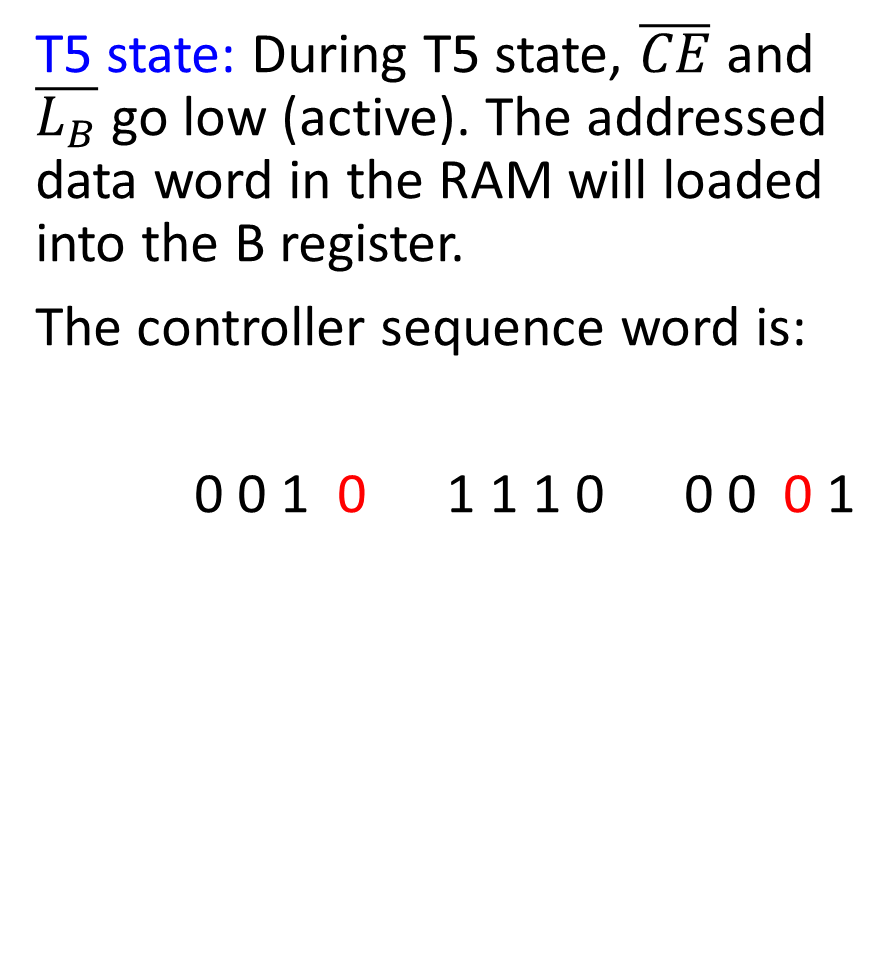 T5 state: During T5 state, $\overline{CE}$ and
$\overline{L_B}$ go low (active). The addressed
data word in the RAM will loaded
into the B register.
The controller sequence word is:
0 0 1 0 1 1 1 0 0 0 0 1